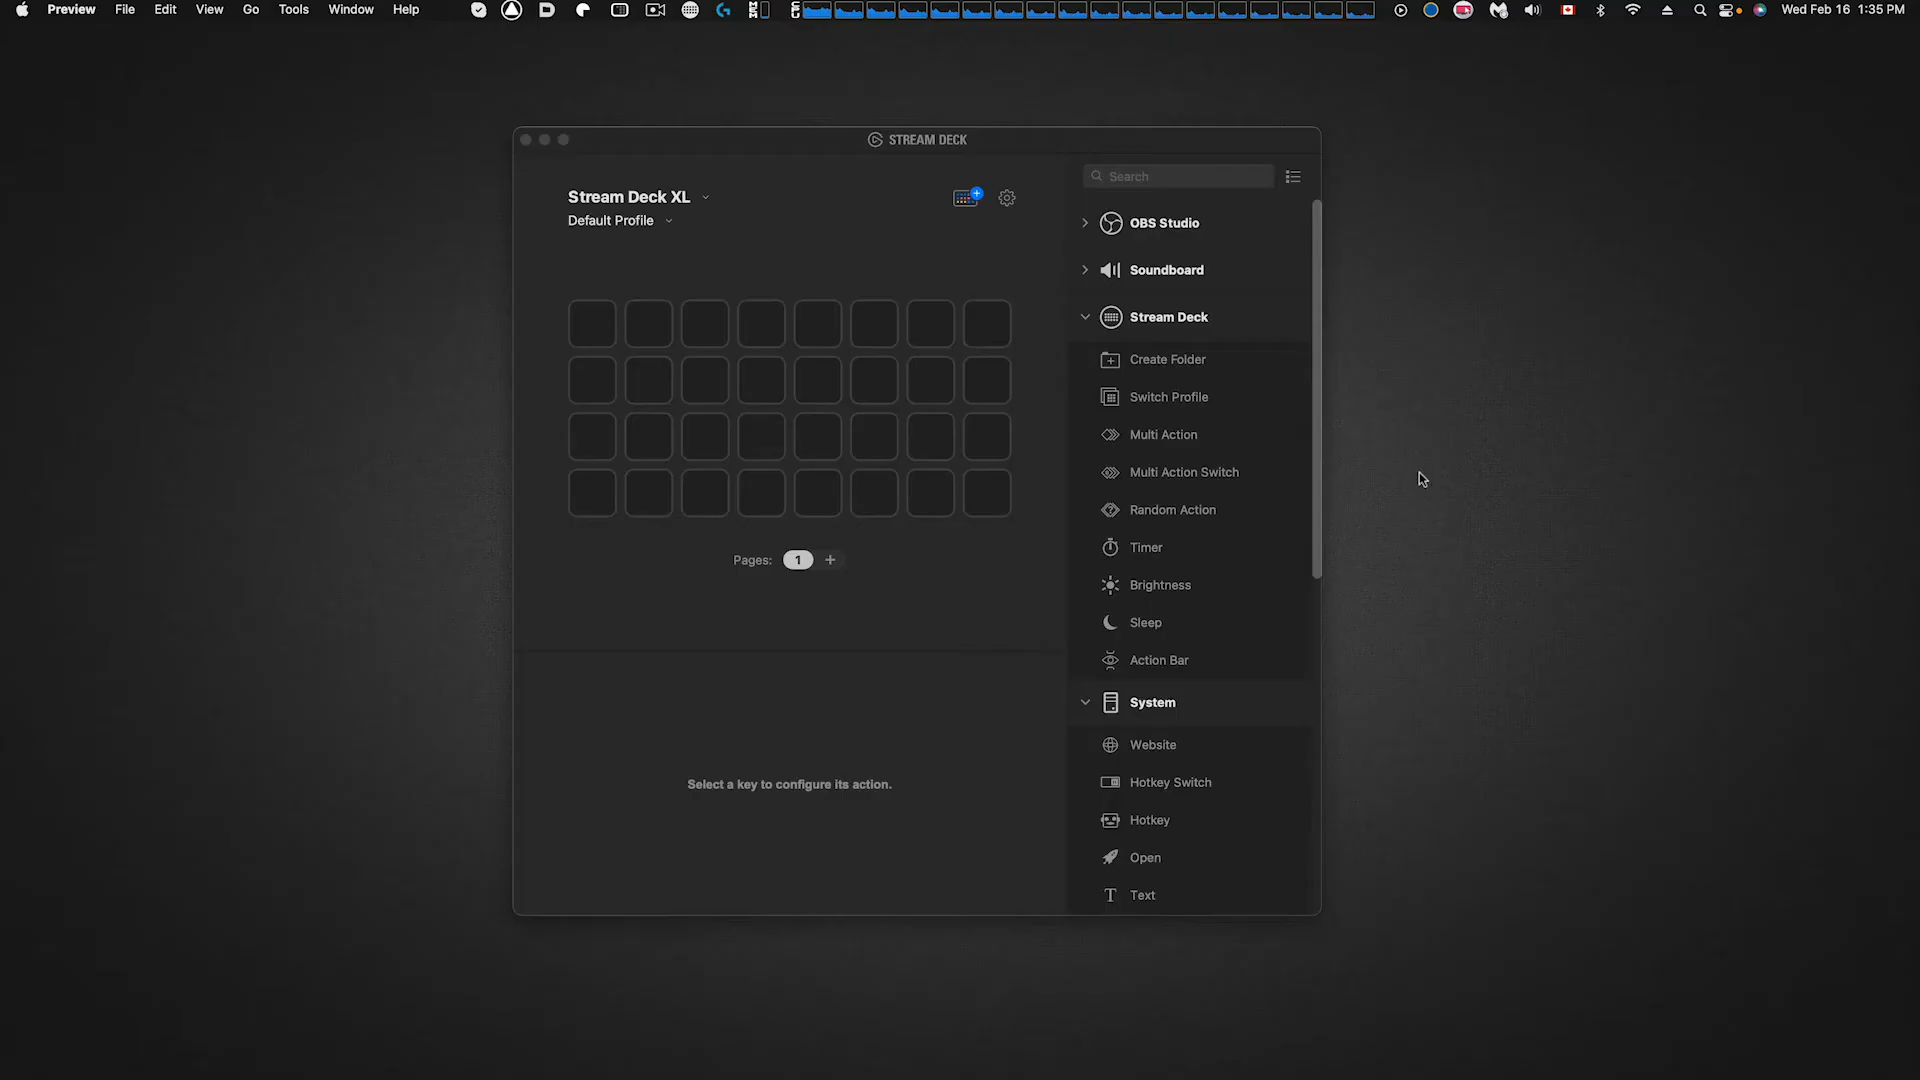 Preview File Edit View Go Tools Window Help Wed Feb 16 1:35 PM
STREAM DECK
Stream Deck XL
Default Profile
Pages: 1 +
Select a key to configure its action.
Search
OBS Studio
Soundboard
Stream Deck
Create Folder
Switch Profile
Multi Action
Multi Action Switch
Random Action
Timer
Brightness
Sleep
Action Bar
System
Website
Hotkey Switch
Hotkey
Open
Text